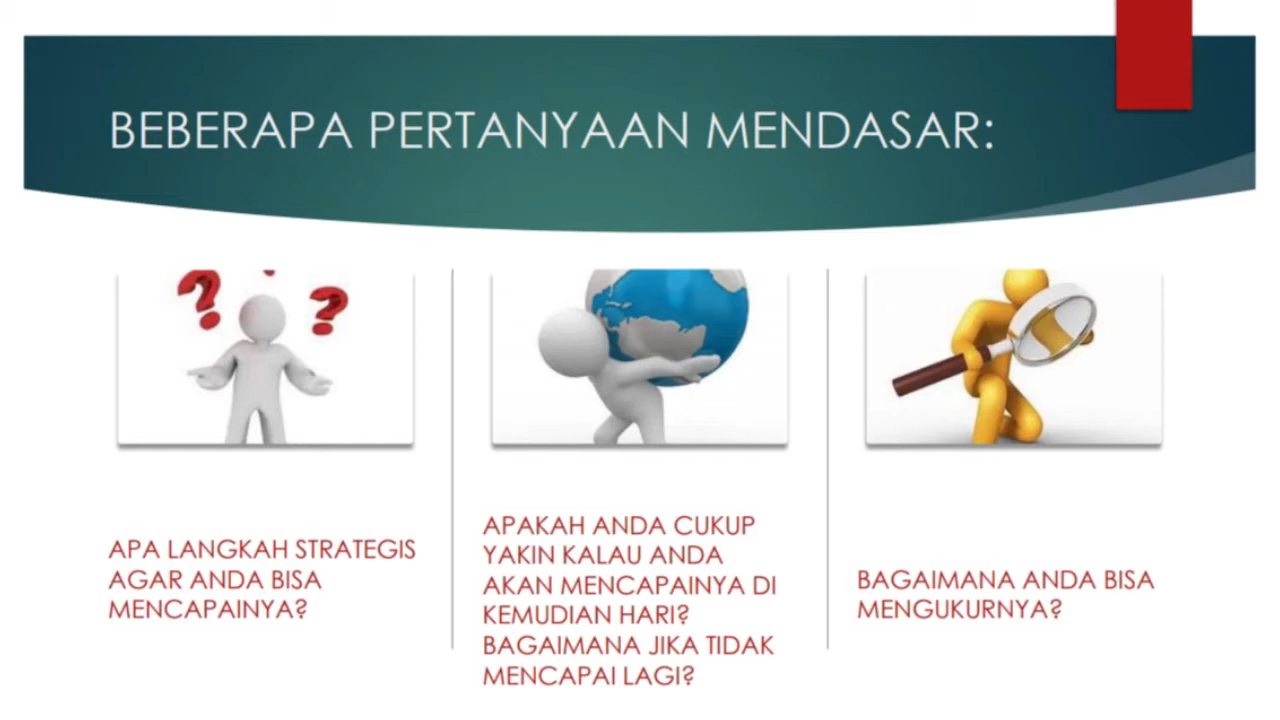 BEBERAPA PERTANYAAN MENDASAR:
APA LANGKAH STRATEGIS
AGAR ANDA BISA
MENCAPAINYA?
APAKAH ANDA CUKUP
YAKIN KALAU ANDA
AKAN MENCAPAINYA DI
KEMUDIAN HARI?
BAGAIMANA JIKA TIDAK
MENCAPAI LAGI?
BAGAIMANA ANDA BISA
MENGUKURNYA?